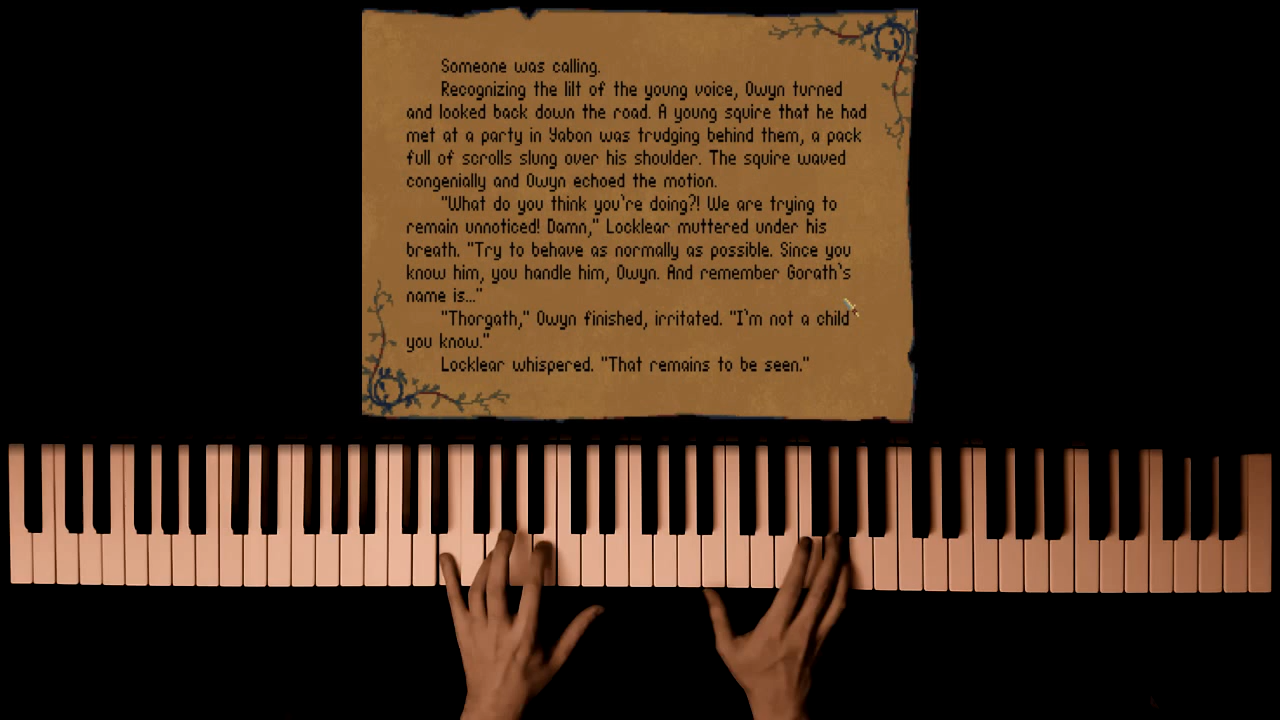 Someone was calling.
Recognizing the lilt of the young voice, Owyn turned
and looked back down the road. A young squire that he had
met at a party in Yabon was trudging behind them, a pack
full of scrolls slung over his shoulder. The squire waved
congenially and Owyn echoed the motion.
"What do you think you're doing?! We are trying to
remain unnoticed! Damn," Locklear muttered under his
breath. "Try to behave as normally as possible. Since you
know him, you handle him, Owyn. And remember Gorath's
name is..."
"Thorgath," Owyn finished, irritated. "I'm not a child
you know."
Locklear whispered. "That remains to be seen."